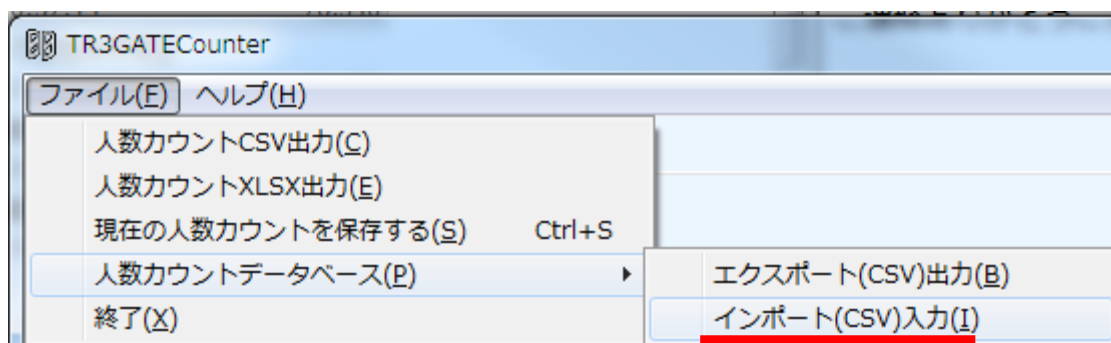 TR3GATECounter
ファイル(F) ヘルプ(H)
人数カウントCSV出力(C)
人数カウントXLSX出力(E)
現在の人数カウントを保存する(S) Ctrl+S
人数カウントデータベース(P)
エクスポート(CSV)出力(B)
終了(X)
インポート(CSV)入力(I)